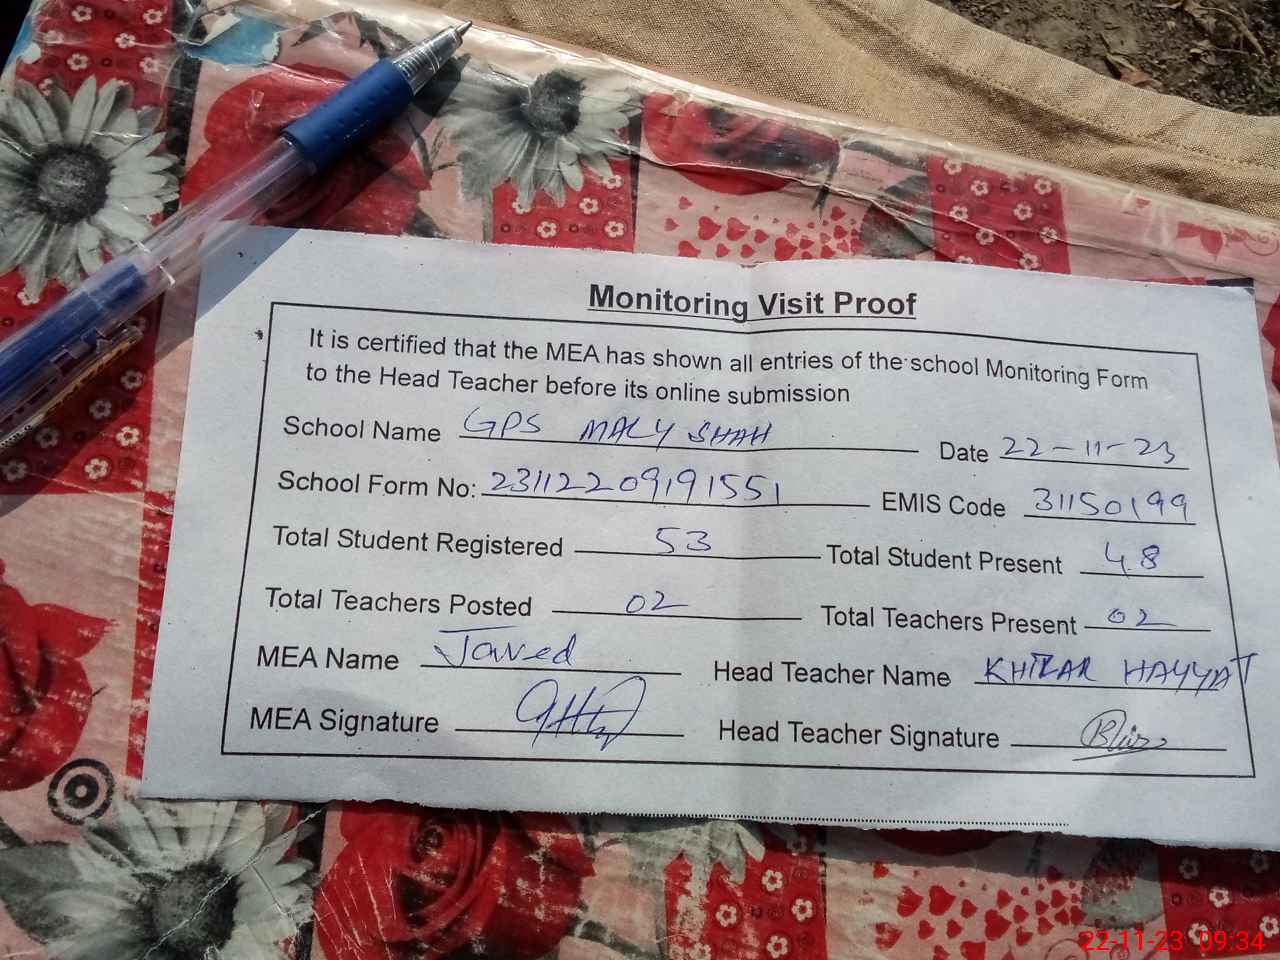 Monitoring Visit Proof
It is certified that the MEA has shown all entries of the school Monitoring Form
to the Head Teacher before its online submission
School Name GPS MALY SHAH Date 22-11-23
School Form No: 23112209191551 EMIS Code 31150199
Total Student Registered 53 Total Student Present 48
Total Teachers Posted 02 Total Teachers Present 02
MEA Name Javed Head Teacher Name KHIZAR HAYYAT
MEA Signature Head Teacher Signature
22-11-23 09:34